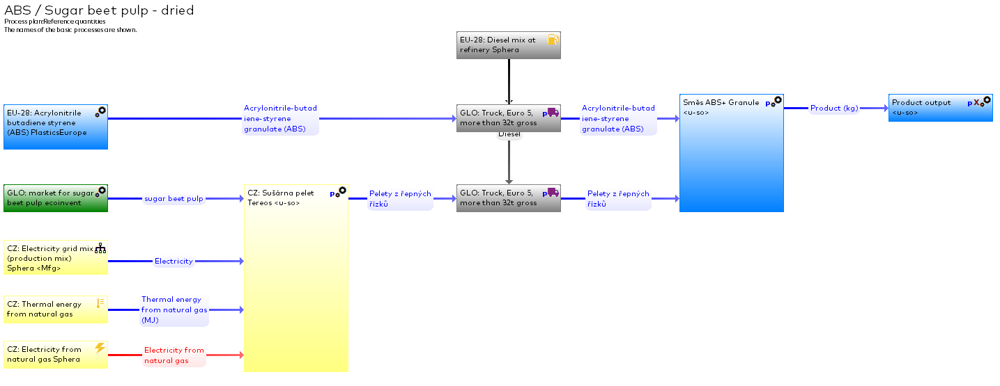 ABS / Sugar beet pulp - dried
Process plan:Reference quantities
The names of the basic processes are shown.
EU-28: Diesel mix at
refinery Sphera
EU-28: Acrylonitrile
butadiene styrene
(ABS) PlasticsEurope
Acrylonitrile-butad
iene-styrene
granulate (ABS)
GLO: Truck, Euro 5,
more than 32t gross
p
Diesel
Acrylonitrile-butad
iene-styrene
granulate (ABS)
Směs ABS+ Granule
<u-so>
p
Product (kg)
Product output
<u-so>
p X
GLO: market for sugar
beet pulp ecoinvent
sugar beet pulp
CZ: Sušárna pelet
Tereos <u-so>
p
Pelety z řepných
řízků
GLO: Truck, Euro 5,
more than 32t gross
p
Pelety z řepných
řízků
CZ: Electricity grid mix
(production mix)
Sphera <Mfg>
Electricity
CZ: Thermal energy
from natural gas
Thermal energy
from natural gas
(MJ)
CZ: Electricity from
natural gas Sphera
Electricity from
natural gas